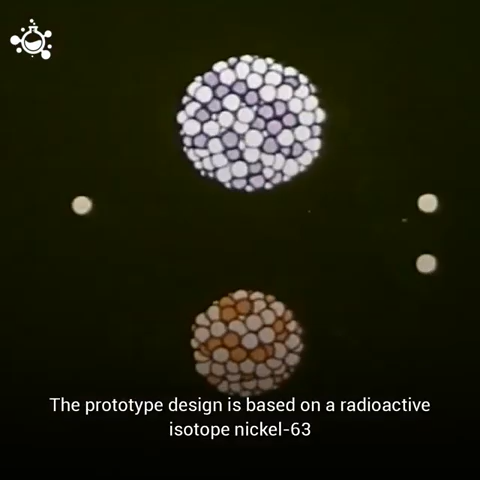 The prototype design is based on a radioactive
isotope nickel-63